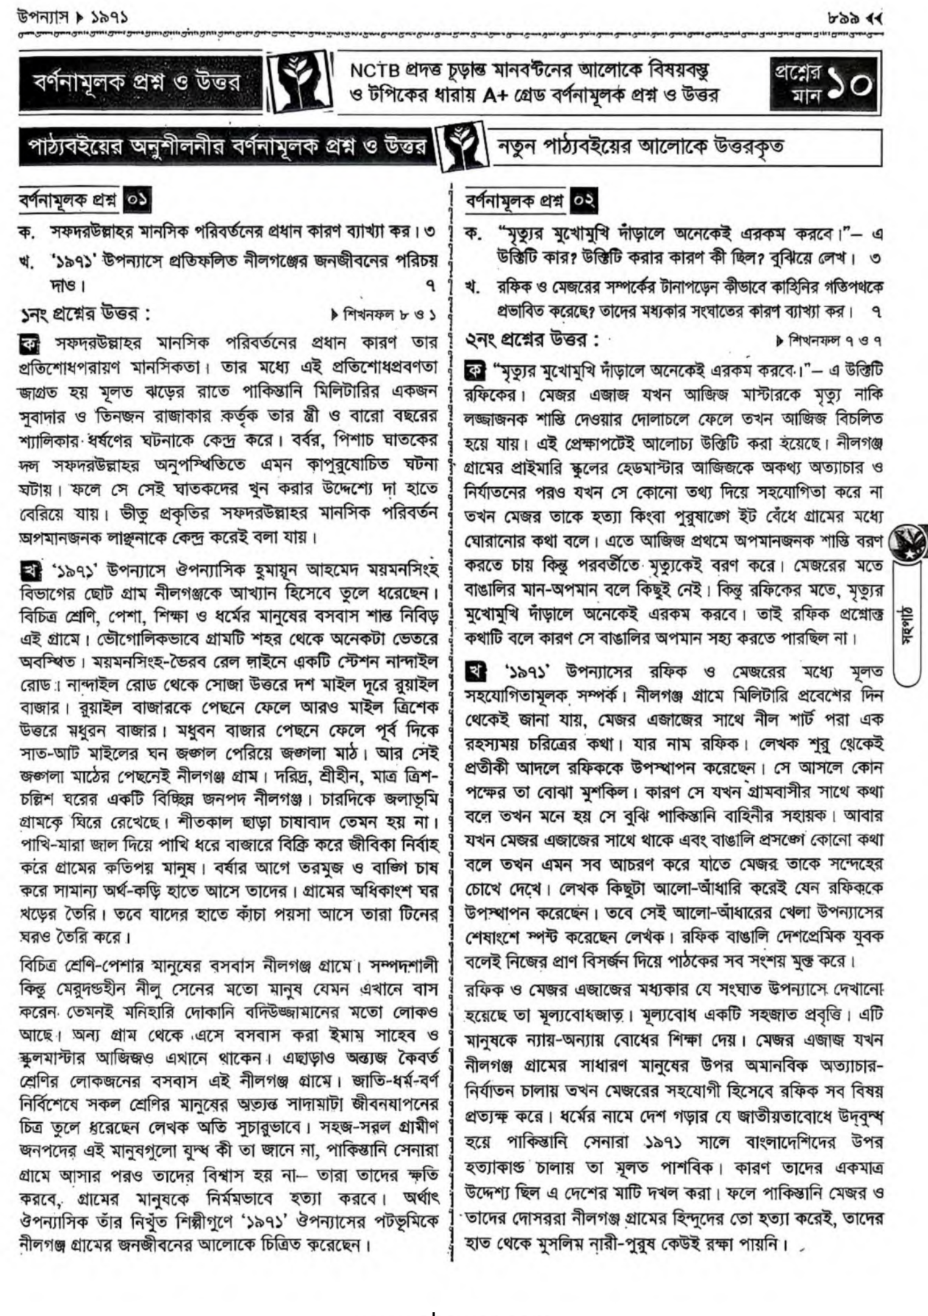 উপন্যাস ▶ ১৯৭১
৮৯৯ ◀◀
বর্ণনামূলক প্রশ্ন ও উত্তর
NCTB প্রদত্ত চূড়ান্ত মানবণ্টনের আলোকে বিষয়বস্তু
ও টপিকের ধারায় A+ গ্রেড বর্ণনামূলক প্রশ্ন ও উত্তর
প্রশ্নের
মান ১০
পাঠ্যবইয়ের অনুশীলনীর বর্ণনামূলক প্রশ্ন ও উত্তর
নতুন পাঠ্যবইয়ের আলোকে উত্তরকৃত
বর্ণনামূলক প্রশ্ন ০১
ক. সফদরউল্লাহর মানসিক পরিবর্তনের প্রধান কারণ ব্যাখ্যা কর। ৩
খ. '১৯৭১' উপন্যাসে প্রতিফলিত নীলগঞ্জের জনজীবনের পরিচয়
দাও। ৭
১নং প্রশ্নের উত্তর : ▶ শিখনফল ৮ ও ১
ক সফদরউল্লাহর মানসিক পরিবর্তনের প্রধান কারণ তার
প্রতিশোধপরায়ণ মানসিকতা। তার মধ্যে এই প্রতিশোধপ্রবণতা
জাগ্রত হয় মূলত ঝড়ের রাতে পাকিস্তানি মিলিটারির একজন
সুবাদার ও তিনজন রাজাকার কর্তৃক তার স্ত্রী ও বারো বছরের
শ্যালিকার ধর্ষণের ঘটনাকে কেন্দ্র করে। বর্বর, পিশাচ ঘাতকের
দল সফদরউল্লাহর অনুপস্থিতিতে এমন কাপুরুষোচিত ঘটনা
ঘটায়। ফলে সে সেই ঘাতকদের খুন করার উদ্দেশ্যে দা হাতে
বেরিয়ে যায়। ভীতু প্রকৃতির সফদরউল্লাহর মানসিক পরিবর্তন
অপমানজনক লাঞ্ছনাকে কেন্দ্র করেই বলা যায়।
খ '১৯৭১' উপন্যাসে ঔপন্যাসিক হুমায়ূন আহমেদ ময়মনসিংহ
বিভাগের ছোট গ্রাম নীলগঞ্জকে আখ্যান হিসেবে তুলে ধরেছেন।
বিচিত্র শ্রেণি, পেশা, শিক্ষা ও ধর্মের মানুষের বসবাস শান্ত নিবিড়
এই গ্রামে। ভৌগোলিকভাবে গ্রামটি শহর থেকে অনেকটা ভেতরে
অবস্থিত। ময়মনসিংহ-ভৈরব রেল লাইনে একটি স্টেশন নান্দাইল
রোড। নান্দাইল রোড থেকে সোজা উত্তরে দশ মাইল দূরে রুয়াইল
বাজার। রুয়াইল বাজারকে পেছনে ফেলে আরও মাইল ত্রিশেক
উত্তরে মধুবন বাজার। মধুবন বাজার পেছনে ফেলে পূর্ব দিকে
সাত-আট মাইলের ঘন জঙ্গল পেরিয়ে জঙ্গলা মাঠ। আর সেই
জঙ্গলা মাঠের পেছনেই নীলগঞ্জ গ্রাম। দরিদ্র, শ্রীহীন, মাত্র ত্রিশ-
চল্লিশ ঘরের একটি বিচ্ছিন্ন জনপদ নীলগঞ্জ। চারদিকে জলাভূমি
গ্রামকে ঘিরে রেখেছে। শীতকাল ছাড়া চাষাবাদ তেমন হয় না।
পাখি-মারা জাল দিয়ে পাখি ধরে বাজারে বিক্রি করে জীবিকা নির্বাহ
করে গ্রামের কতিপয় মানুষ। বর্ষার আগে তরমুজ ও বাঙ্গি চাষ
করে সামান্য অর্থ-কড়ি হাতে আসে তাদের। গ্রামের অধিকাংশ ঘর
খড়ের তৈরি। তবে যাদের হাতে কাঁচা পয়সা আসে তারা টিনের
ঘরও তৈরি করে।
বিচিত্র শ্রেণি-পেশার মানুষের বসবাস নীলগঞ্জ গ্রামে। সম্পদশালী
কিন্তু মেরুদণ্ডহীন নীলু সেনের মতো মানুষ যেমন এখানে বাস
করেন তেমনই মনিহারি দোকানি বদিউজ্জামানের মতো লোকও
আছে। অন্য গ্রাম থেকে এসে বসবাস করা ইমাম সাহেব ও
স্কুলমাস্টার আজিজও এখানে থাকেন। এছাড়াও অন্ত্যজ কৈবর্ত
শ্রেণির লোকজনের বসবাস এই নীলগঞ্জ গ্রামে। জাতি-ধর্ম-বর্ণ
নির্বিশেষে সকল শ্রেণির মানুষের অত্যন্ত সাদামাটা জীবনযাপনের
চিত্র তুলে ধরেছেন লেখক অতি সুচারুভাবে। সহজ-সরল গ্রামীণ
জনপদের এই মানুষগুলো যুদ্ধ কী তা জানে না, পাকিস্তানি সেনারা
গ্রামে আসার পরও তাদের বিশ্বাস হয় না— তারা তাদের ক্ষতি
করবে, গ্রামের মানুষকে নির্মমভাবে হত্যা করবে। অর্থাৎ
ঔপন্যাসিক তাঁর নিখুঁত শিল্পীগুণে '১৯৭১' ঔপন্যাসের পটভূমিকে
নীলগঞ্জ গ্রামের জনজীবনের আলোকে চিত্রিত করেছেন।
বর্ণনামূলক প্রশ্ন ০২
ক. “মৃত্যুর মুখোমুখি দাঁড়ালে অনেকেই এরকম করবে।”– এ
উক্তিটি কার? উক্তিটি করার কারণ কী ছিল? বুঝিয়ে লেখ। ৩
খ. রফিক ও মেজরের সম্পর্কের টানাপড়েন কীভাবে কাহিনির গতিপথকে
প্রভাবিত করেছে? তাদের মধ্যকার সংঘাতের কারণ ব্যাখ্যা কর। ৭
২নং প্রশ্নের উত্তর : ▶ শিখনফল ৭ ও ৭
ক “মৃত্যুর মুখোমুখি দাঁড়ালে অনেকেই এরকম করবে।”– এ উক্তিটি
রফিকের। মেজর এজাজ যখন আজিজ মাস্টারকে মৃত্যু নাকি
লজ্জাজনক শাস্তি দেওয়ার দোলাচলে ফেলে তখন আজিজ বিচলিত
হয়ে যায়। এই প্রেক্ষাপটেই আলোচ্য উক্তিটি করা হয়েছে। নীলগঞ্জ
গ্রামের প্রাইমারি স্কুলের হেডমাস্টার আজিজকে অকথ্য অত্যাচার ও
নির্যাতনের পরও যখন সে কোনো তথ্য দিয়ে সহযোগিতা করে না
তখন মেজর তাকে হত্যা কিংবা পুরুষাঙ্গে ইট বেঁধে গ্রামের মধ্যে
ঘোরানোর কথা বলে। এতে আজিজ প্রথমে অপমানজনক শাস্তি বরণ
করতে চায় কিন্তু পরবর্তীতে মৃত্যুকেই বরণ করে। মেজরের মতে
বাঙালির মান-অপমান বলে কিছুই নেই। কিন্তু রফিকের মতে, মৃত্যুর
মুখোমুখি দাঁড়ালে অনেকেই এরকম করবে। তাই রফিক প্রশ্নোক্ত
কথাটি বলে কারণ সে বাঙালির অপমান সহ্য করতে পারছিল না।
খ '১৯৭১' উপন্যাসের রফিক ও মেজরের মধ্যে মূলত
সহযোগিতামূলক সম্পর্ক। নীলগঞ্জ গ্রামে মিলিটারি প্রবেশের দিন
থেকেই জানা যায়, মেজর এজাজের সাথে নীল শার্ট পরা এক
রহস্যময় চরিত্রের কথা। যার নাম রফিক। লেখক শুরু থেকেই
প্রতীকী আদলে রফিককে উপস্থাপন করেছেন। সে আসলে কোন
পক্ষের তা বোঝা মুশকিল। কারণ সে যখন গ্রামবাসীর সাথে কথা
বলে তখন মনে হয় সে বুঝি পাকিস্তানি বাহিনীর সহায়ক। আবার
যখন মেজর এজাজের সাথে থাকে এবং বাঙালি প্রসঙ্গে কোনো কথা
বলে তখন এমন সব আচরণ করে যাতে মেজর তাকে সন্দেহের
চোখে দেখে। লেখক কিছুটা আলো-আঁধারি করেই যেন রফিককে
উপস্থাপন করেছেন। তবে সেই আলো-আঁধারের খেলা উপন্যাসের
শেষাংশে স্পষ্ট করেছেন লেখক। রফিক বাঙালি দেশপ্রেমিক যুবক
বলেই নিজের প্রাণ বিসর্জন দিয়ে পাঠকের সব সংশয় মুক্ত করে।
রফিক ও মেজর এজাজের মধ্যকার যে সংঘাত উপন্যাসে দেখানো
হয়েছে তা মূল্যবোধজাত। মূল্যবোধ একটি সহজাত প্রবৃত্তি। এটি
মানুষকে ন্যায়-অন্যায় বোধের শিক্ষা দেয়। মেজর এজাজ যখন
নীলগঞ্জ গ্রামের সাধারণ মানুষের উপর অমানবিক অত্যাচার-
নির্যাতন চালায় তখন মেজরের সহযোগী হিসেবে রফিক সব বিষয়
প্রত্যক্ষ করে। ধর্মের নামে দেশ গড়ার যে জাতীয়তাবোধে উদ্‌বুদ্ধ
হয়ে পাকিস্তানি সেনারা ১৯৭১ সালে বাংলাদেশিদের উপর
হত্যাকাণ্ড চালায় তা মূলত পাশবিক। কারণ তাদের একমাত্র
উদ্দেশ্য ছিল এ দেশের মাটি দখল করা। ফলে পাকিস্তানি মেজর ও
তাদের দোসররা নীলগঞ্জ গ্রামের হিন্দুদের তো হত্যা করেই, তাদের
হাত থেকে মুসলিম নারী-পুরুষ কেউই রক্ষা পায়নি।
সহপাঠ